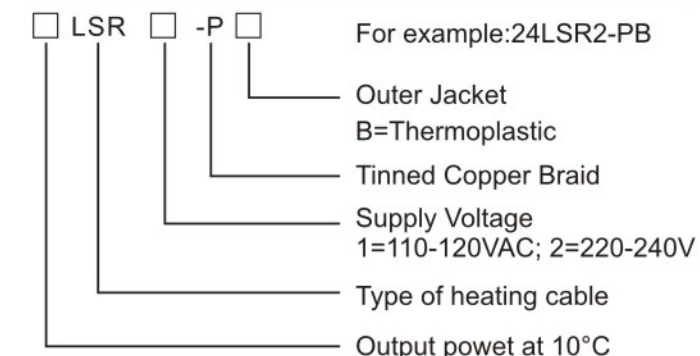 □ LSR □ -P □ For example:24LSR2-PB
Outer Jacket
B=Thermoplastic
Tinned Copper Braid
Supply Voltage
1=110-120VAC; 2=220-240V
Type of heating cable
Output powet at 10°C